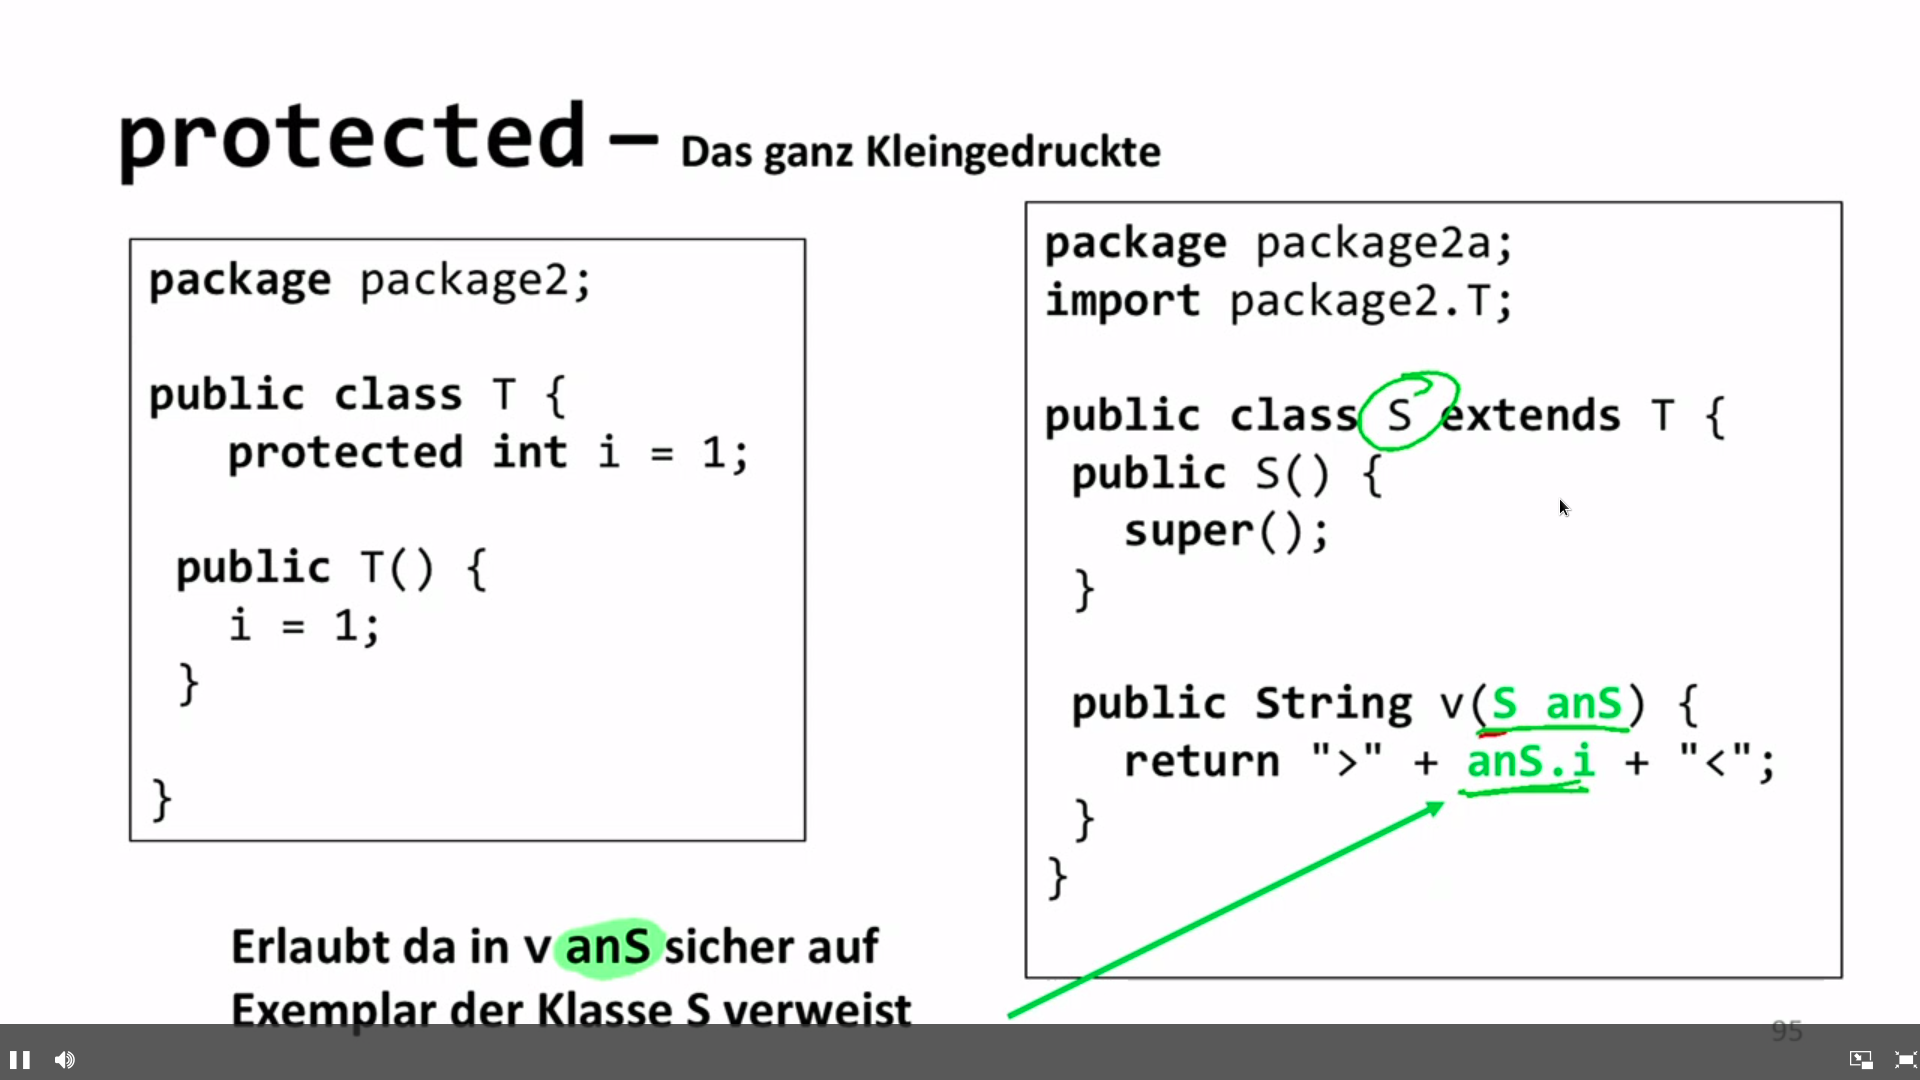 protected – Das ganz Kleingedruckte
package package2;
public class T {
protected int i = 1;
public T() {
i = 1;
}
}
package package2a;
import package2.T;
public class S extends T {
public S() {
super();
}
public String v(S anS) {
return ">" + anS.i + "<";
}
}
Erlaubt da in v anS sicher auf
Exemplar der Klasse S verweist
95